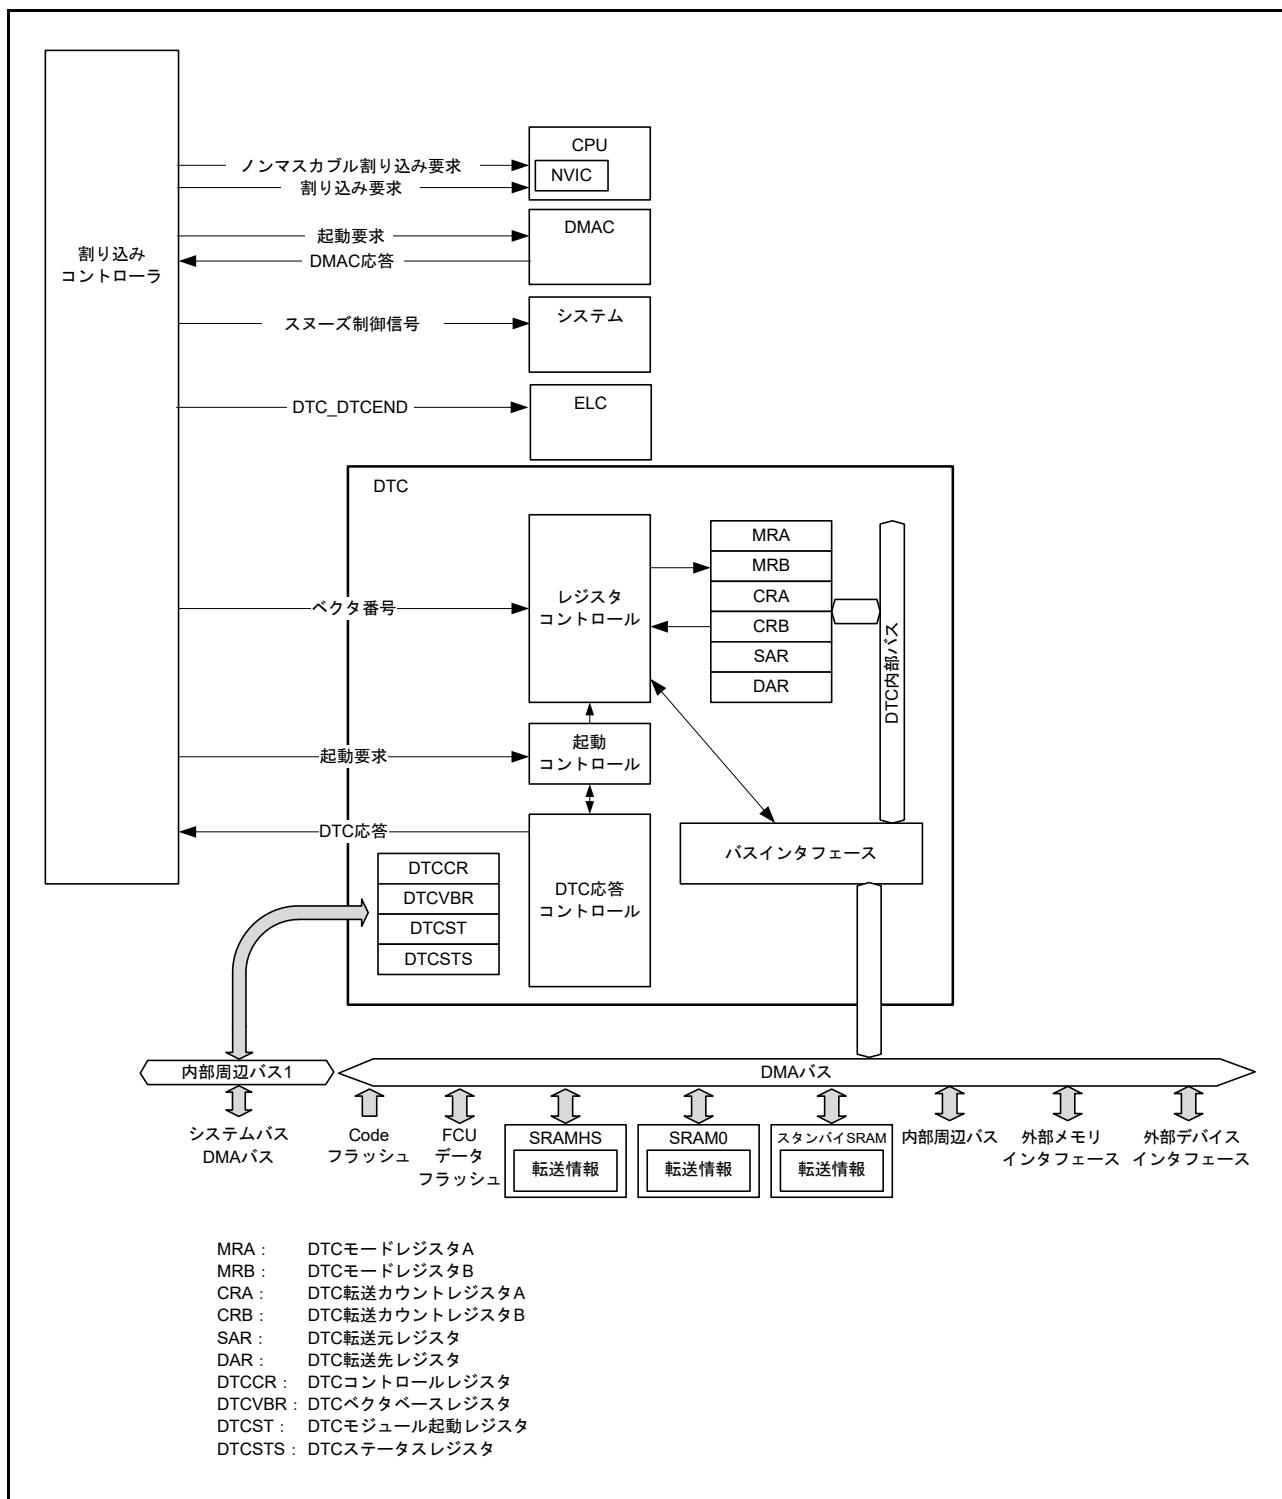 CPU
NVIC
ノンマスカブル割り込み要求
割り込み要求
DMAC
起動要求
DMAC応答
割り込み
コントローラ
システム
スヌーズ制御信号
ELC
DTC_DTCEND
DTC
MRA
MRB
CRA
CRB
SAR
DAR
レジスタ
コントロール
ベクタ番号
DTC内部バス
起動
コントロール
起動要求
DTC応答
バスインタフェース
DTCCR
DTCVBR
DTCST
DTCSTS
DTC応答
コントロール
内部周辺バス1
DMAバス
システムバス
DMAバス
Code
フラッシュ
FCU
データ
フラッシュ
SRAMHS
転送情報
SRAM0
転送情報
スタンバイSRAM
転送情報
内部周辺バス
外部メモリ
インタフェース
外部デバイス
インタフェース
MRA : DTCモードレジスタA
MRB : DTCモードレジスタB
CRA : DTC転送カウントレジスタA
CRB : DTC転送カウントレジスタB
SAR : DTC転送元レジスタ
DAR : DTC転送先レジスタ
DTCCR : DTCコントロールレジスタ
DTCVBR : DTCベクタベースレジスタ
DTCST : DTCモジュール起動レジスタ
DTCSTS : DTCステータスレジスタ